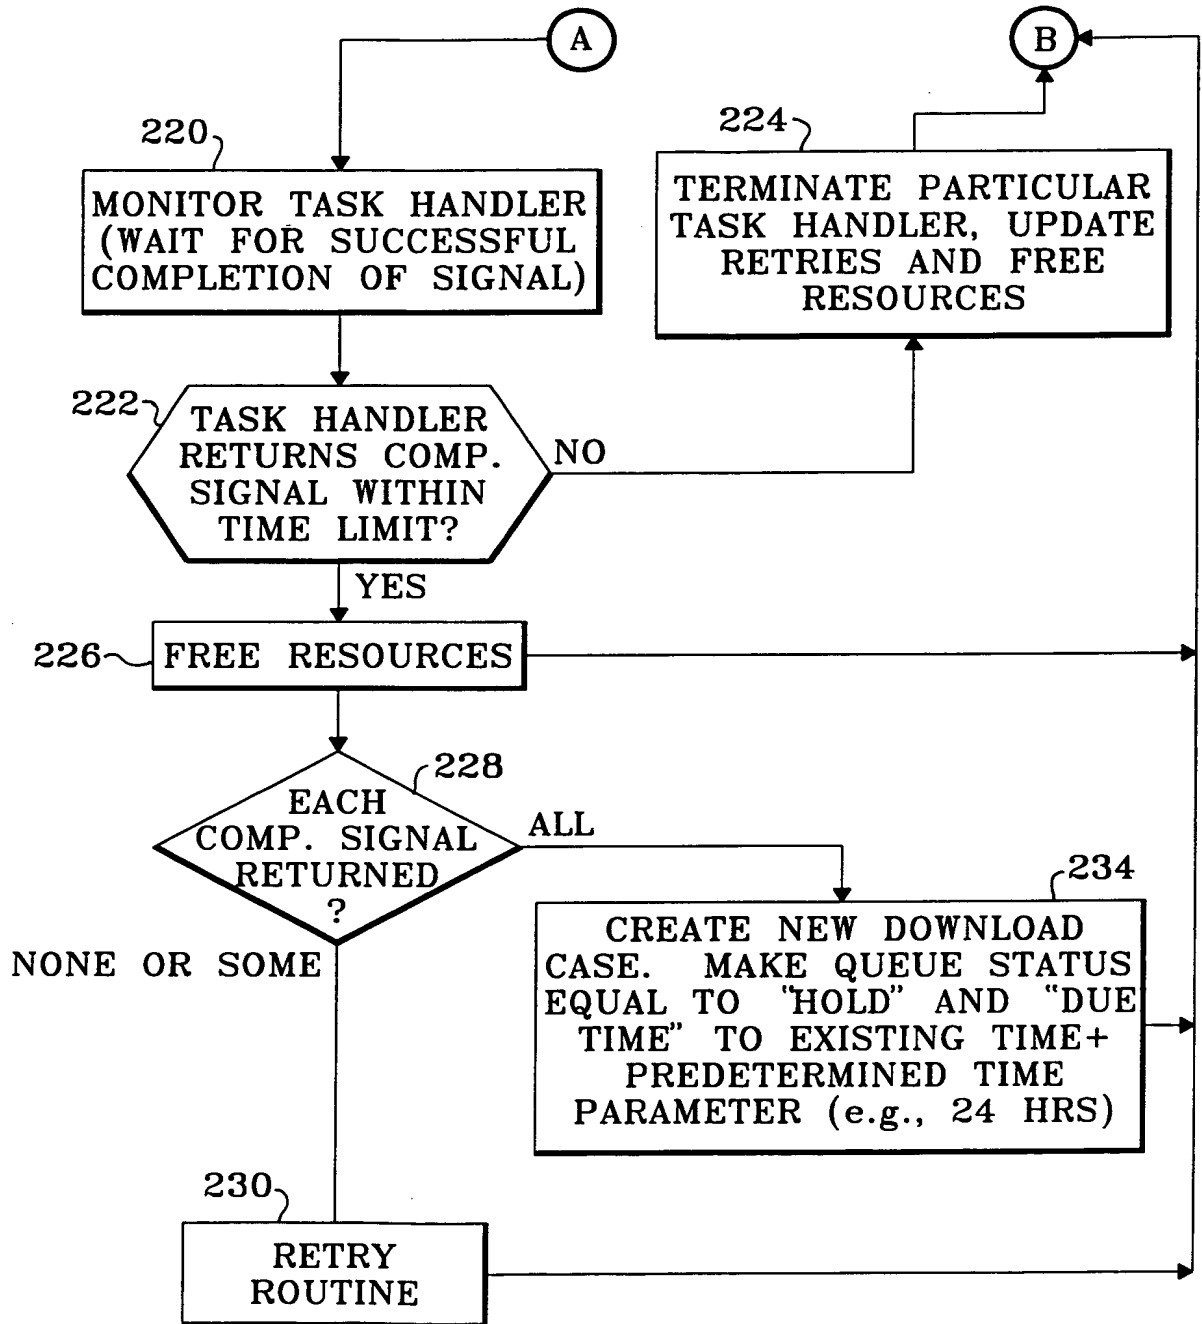 A
B
220
MONITOR TASK HANDLER
(WAIT FOR SUCCESSFUL
COMPLETION OF SIGNAL)
224
TERMINATE PARTICULAR
TASK HANDLER, UPDATE
RETRIES AND FREE
RESOURCES
222
TASK HANDLER
RETURNS COMP.
SIGNAL WITHIN
TIME LIMIT?
NO
YES
226
FREE RESOURCES
228
EACH
COMP. SIGNAL
RETURNED
?
ALL
NONE OR SOME
234
CREATE NEW DOWNLOAD
CASE. MAKE QUEUE STATUS
EQUAL TO "HOLD" AND "DUE
TIME" TO EXISTING TIME+
PREDETERMINED TIME
PARAMETER (e.g., 24 HRS)
230
RETRY
ROUTINE